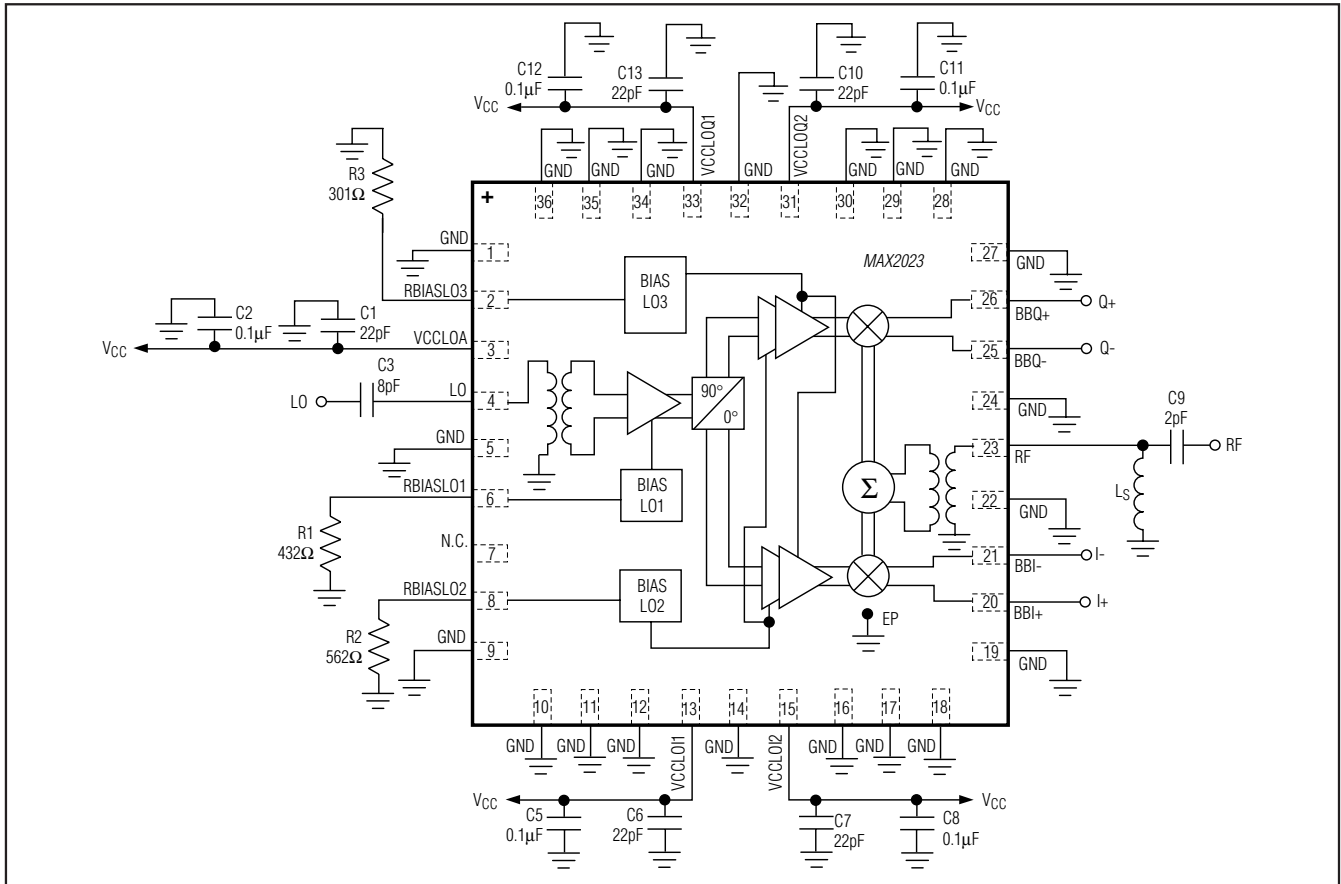 C12
0.1µF
C13
22pF
C10
22pF
C11
0.1µF
VCC
VCC
VCCLOQ1
VCCLOQ2
GND
GND
GND
GND
GND
GND
GND
36
35
34
33
32
31
30
29
28
R3
301Ω
+
MAX2023
GND
1
27
GND
RBIASLO3
2
BIAS
LO3
26
BBQ+
Q+
C2
0.1µF
C1
22pF
VCC
VCCLOA
3
25
BBQ-
Q-
C3
8pF
LO
LO
4
90°
0°
24
GND
C9
2pF
GND
5
23
RF
RF
RBIASLO1
6
BIAS
LO1
Σ
LS
22
GND
R1
432Ω
N.C.
7
21
BBI-
I-
RBIASLO2
8
BIAS
LO2
20
BBI+
I+
EP
R2
562Ω
GND
9
19
GND
10
11
12
13
14
15
16
17
18
GND
GND
GND
VCCLOI1
GND
VCCLOI2
GND
GND
GND
VCC
VCC
C5
0.1µF
C6
22pF
C7
22pF
C8
0.1µF